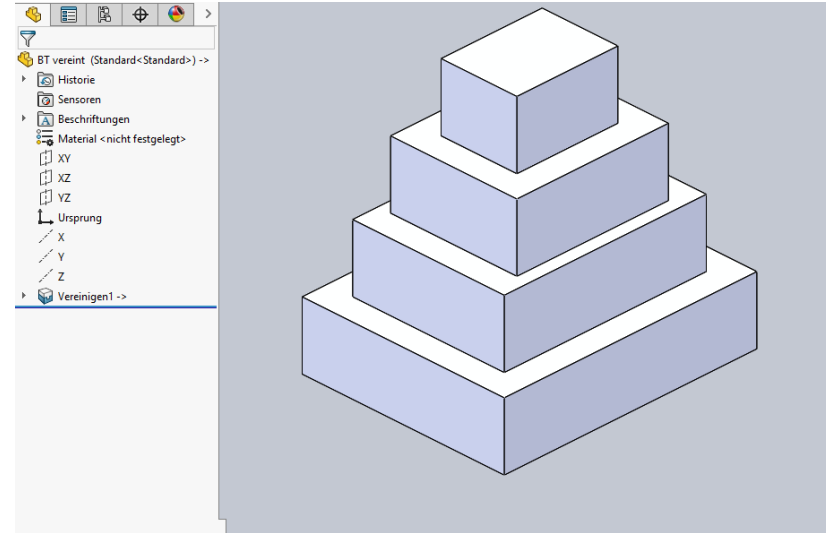 BT vereint (Standard<Standard>) ->
Historie
Sensoren
Beschriftungen
Material <nicht festgelegt>
XY
XZ
YZ
Ursprung
X
Y
Z
Vereinigen1 ->